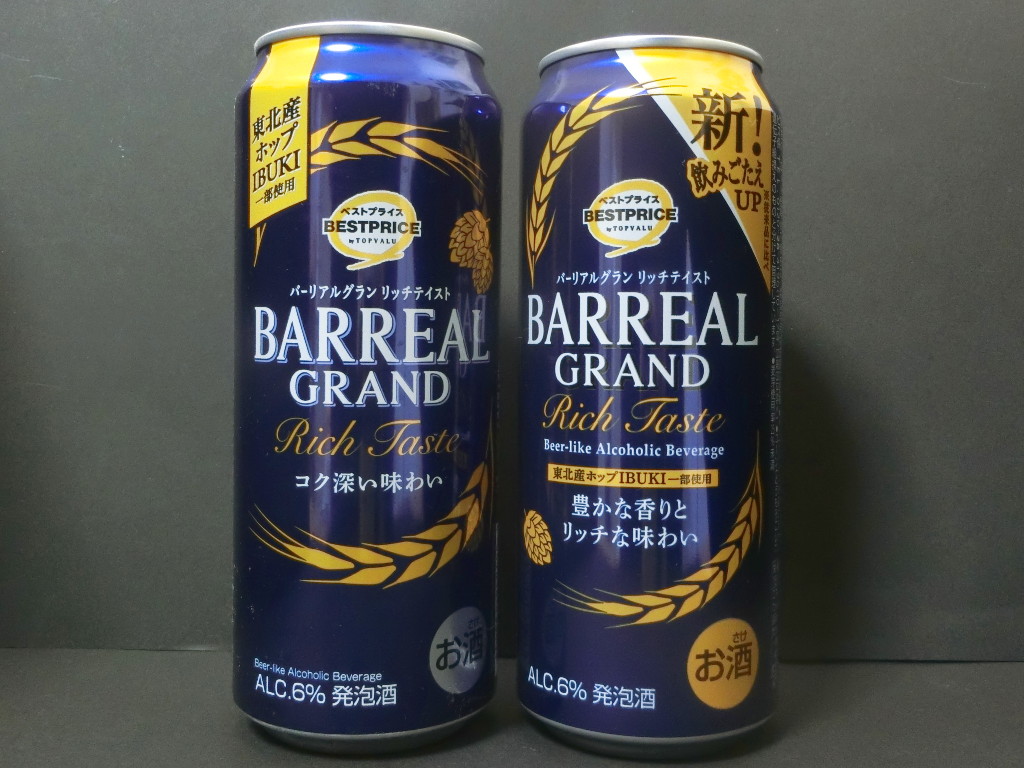 東北産
ホップ
IBUKI
一部使用
ベストプライス
BESTPRICE
by TOPVALU
バーリアルグラン リッチテイスト
BARREAL
GRAND
Rich Taste
コク深い味わい
さけ
お酒
Beer-like Alcoholic Beverage
ALC.6% 発泡酒
新!
飲みごたえ
UP
ベストプライス
BESTPRICE
by TOPVALU
バーリアルグラン リッチテイスト
BARREAL
GRAND
Rich Taste
Beer-like Alcoholic Beverage
東北産ホップIBUKI一部使用
豊かな香りと
リッチな味わい
さけ
お酒
ALC.6% 発泡酒